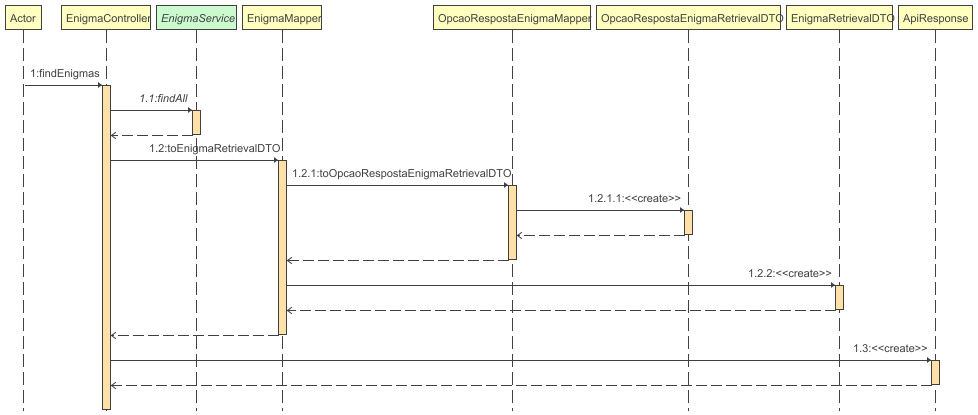 Actor
EnigmaController
EnigmaService
EnigmaMapper
OpcaoRespostaEnigmaMapper
OpcaoRespostaEnigmaRetrievalDTO
EnigmaRetrievalDTO
ApiResponse
1:findEnigmas
1.1:findAll
1.2:toEnigmaRetrievalDTO
1.2.1:toOpcaoRespostaEnigmaRetrievalDTO
1.2.1.1:<<create>>
1.2.2:<<create>>
1.3:<<create>>